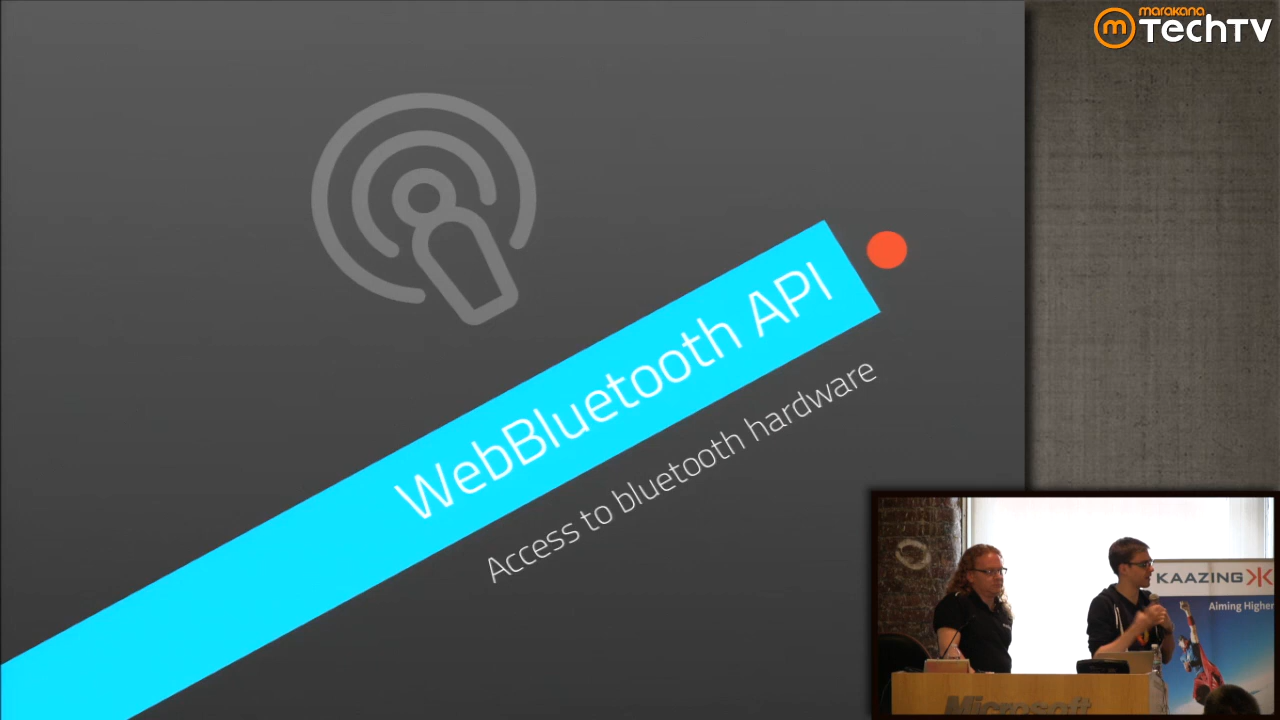 marakana
m TechTV
WebBluetooth API
Access to bluetooth hardware
KAAZING
Aiming Higher
Microsoft